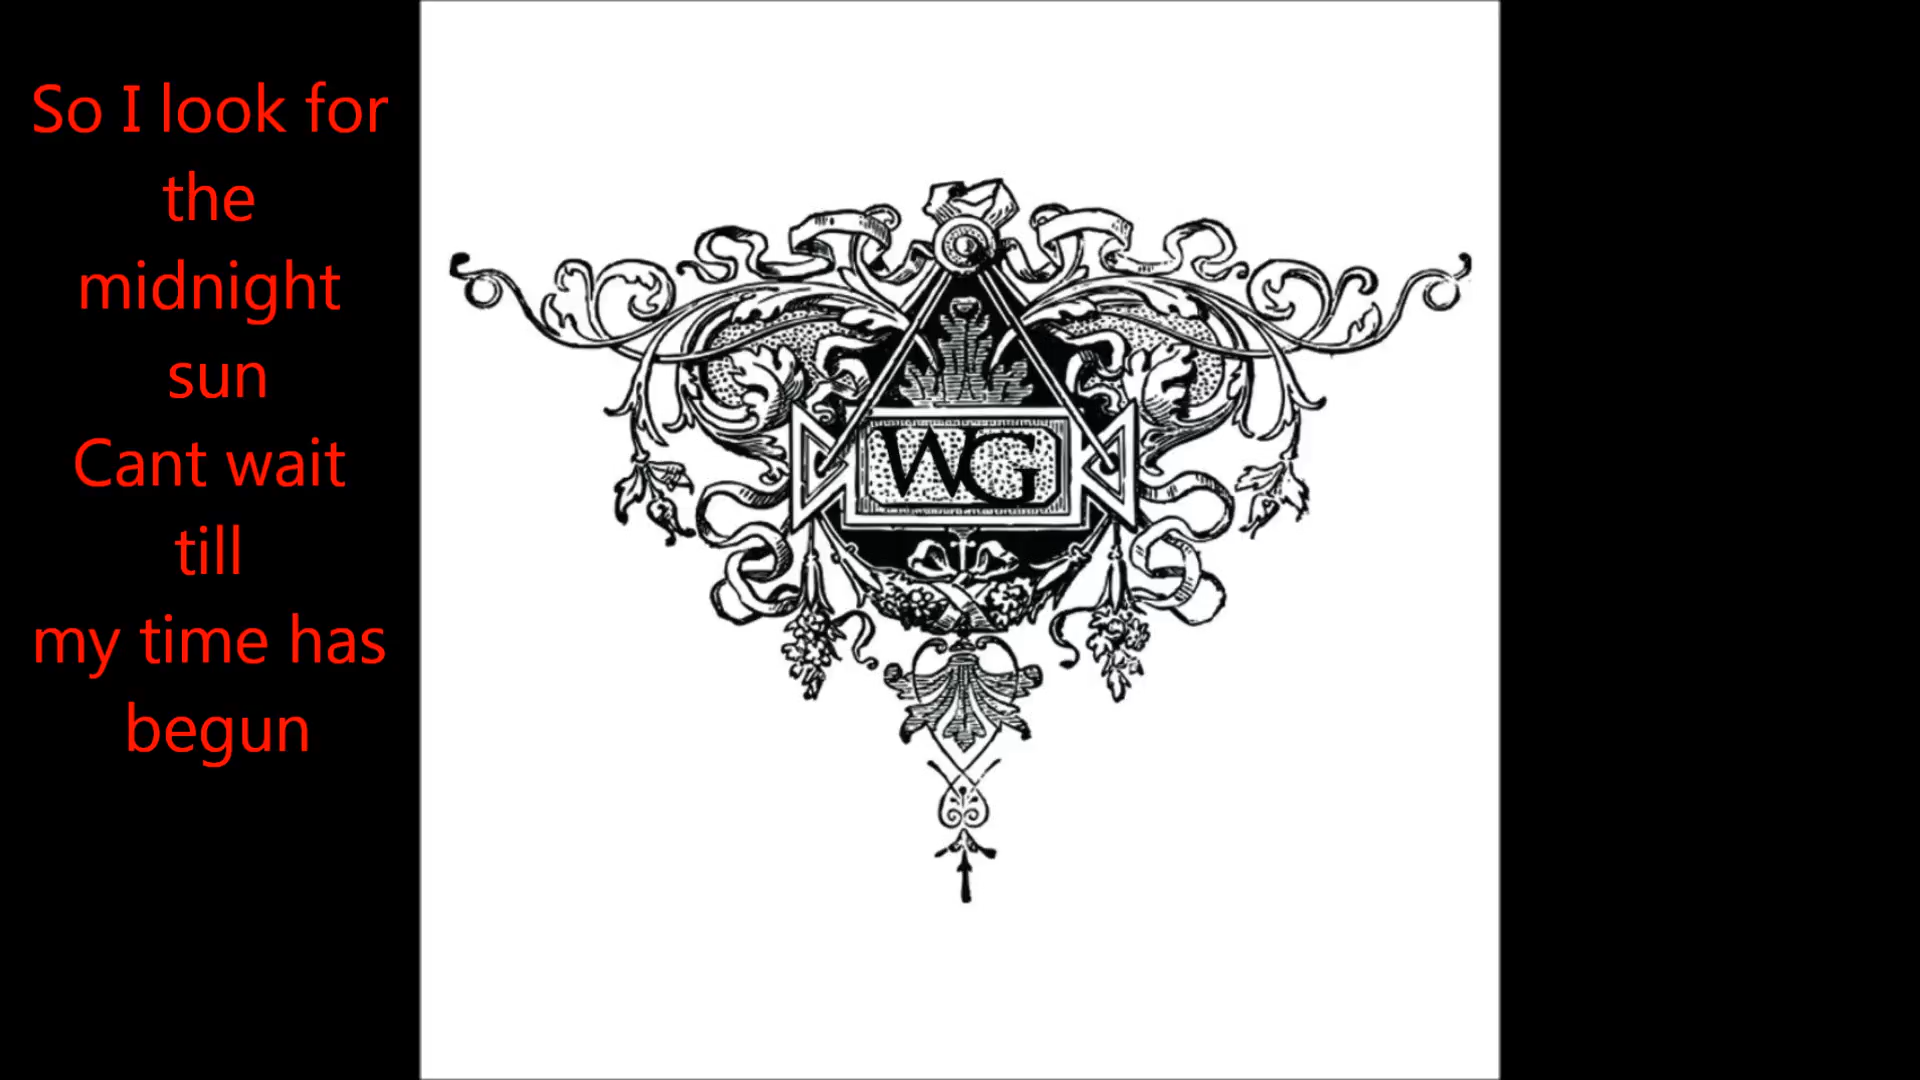 So I look for
the
midnight
sun
Cant wait
till
my time has
begun
WG